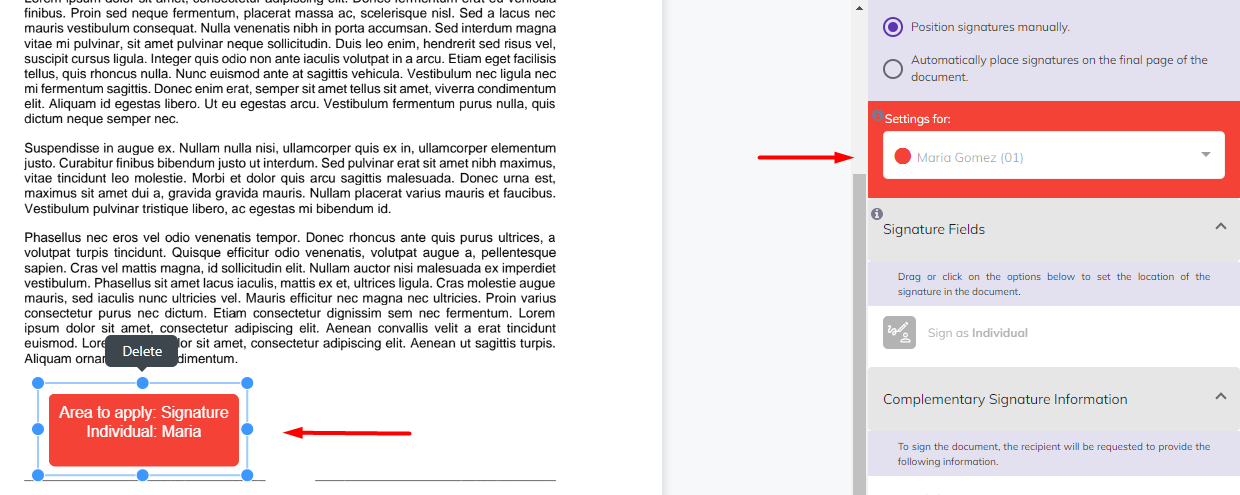 Lorem ipsum dolor sit amet, consectetur adipiscing elit. Donec fermentum erat eu vehicula
finibus. Proin sed neque fermentum, placerat massa ac, scelerisque nisl. Sed a lacus nec
mauris vestibulum consequat. Nulla venenatis nibh in porta accumsan. Sed interdum magna
vitae mi pulvinar, sit amet pulvinar neque sollicitudin. Duis leo enim, hendrerit sed risus vel,
suscipit cursus ligula. Integer quis odio non ante iaculis volutpat in a arcu. Etiam eget facilisis
tellus, quis rhoncus nulla. Nunc euismod ante at sagittis vehicula. Vestibulum nec ligula nec
mi fermentum sagittis. Donec enim erat, semper sit amet tellus sit amet, viverra condimentum
elit. Aliquam id egestas libero. Ut eu egestas arcu. Vestibulum fermentum purus nulla, quis
dictum neque semper nec.
Suspendisse in augue ex. Nullam nulla nisi, ullamcorper quis ex in, ullamcorper elementum
justo. Curabitur finibus bibendum justo ut interdum. Sed pulvinar erat sit amet nibh maximus,
vitae tincidunt leo molestie. Morbi et dolor quis arcu sagittis malesuada. Donec urna est,
maximus sit amet dui a, gravida gravida mauris. Nullam placerat varius mauris et faucibus.
Vestibulum pulvinar tristique libero, ac egestas mi bibendum id.
Phasellus nec eros vel odio venenatis tempor. Donec rhoncus ante quis purus ultrices, a
volutpat turpis tincidunt. Quisque efficitur odio venenatis, volutpat augue a, pellentesque
sapien. Cras vel mattis magna, id sollicitudin elit. Nullam auctor nisi malesuada ex imperdiet
vestibulum. Phasellus sit amet lacus iaculis, mattis ex et, ultrices ligula. Cras molestie augue
mauris, sed iaculis nunc ultricies vel. Mauris efficitur nec magna nec ultricies. Proin varius
consectetur purus nec dictum. Etiam consectetur dignissim sem nec fermentum. Lorem
ipsum dolor sit amet, consectetur adipiscing elit. Aenean convallis velit a erat tincidunt
euismod. Lor lor sit amet, consectetur adipiscing elit. Aenean ut sagittis turpis.
Aliquam ornar dimentum.
Delete
Area to apply: Signature
Individual: Maria
Position signatures manually.
Automatically place signatures on the final page of the
document.
Settings for:
Maria Gomez (01)
Signature Fields
Drag or click on the options below to set the location of the
signature in the document.
Sign as Individual
Complementary Signature Information
To sign the document, the recipient will be requested to provide the
following information.